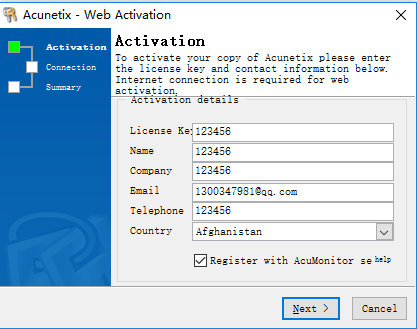 Acunetix - Web Activation
Activation
Connection
Summary
Activation
To activate your copy of Acunetix please enter
the license key and contact information below.
Internet connection is required for web
activation.
Activation details
License Key 123456
Name 123456
Company 123456
Email 1300347981@qq.com
Telephone 123456
Country Afghanistan
Register with AcuMonitor se help
Next >
Cancel